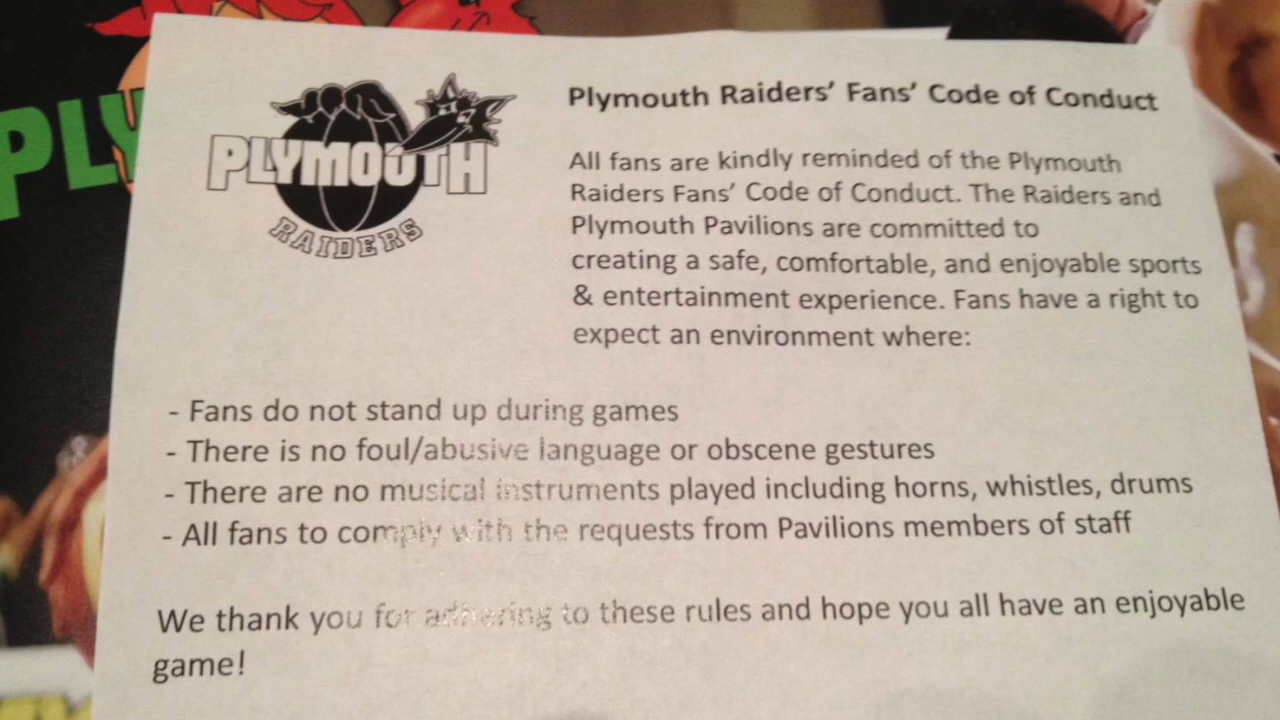 PLY
PLYMOUTH
RAIDERS
Plymouth Raiders' Fans' Code of Conduct
All fans are kindly reminded of the Plymouth
Raiders Fans' Code of Conduct. The Raiders and
Plymouth Pavilions are committed to
creating a safe, comfortable, and enjoyable sports
& entertainment experience. Fans have a right to
expect an environment where:
- Fans do not stand up during games
- There is no foul/abusive language or obscene gestures
- There are no musical instruments played including horns, whistles, drums
- All fans to comply with the requests from Pavilions members of staff
We thank you for adhering to these rules and hope you all have an enjoyable
game!